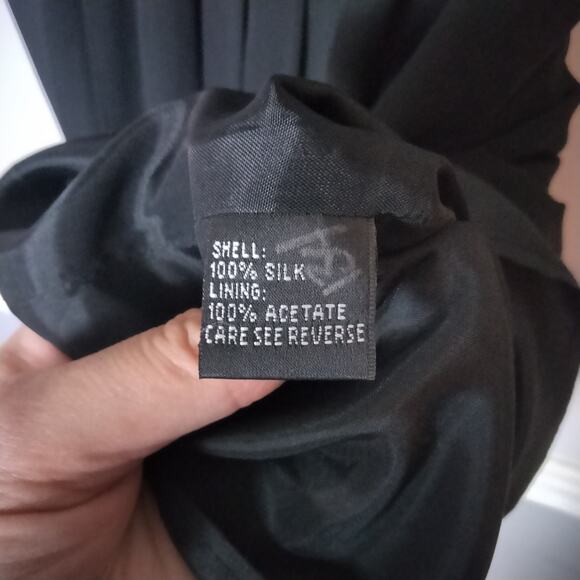 SHELL:
100% SILK
LINING:
100% ACETATE
CARE SEE REVERSE